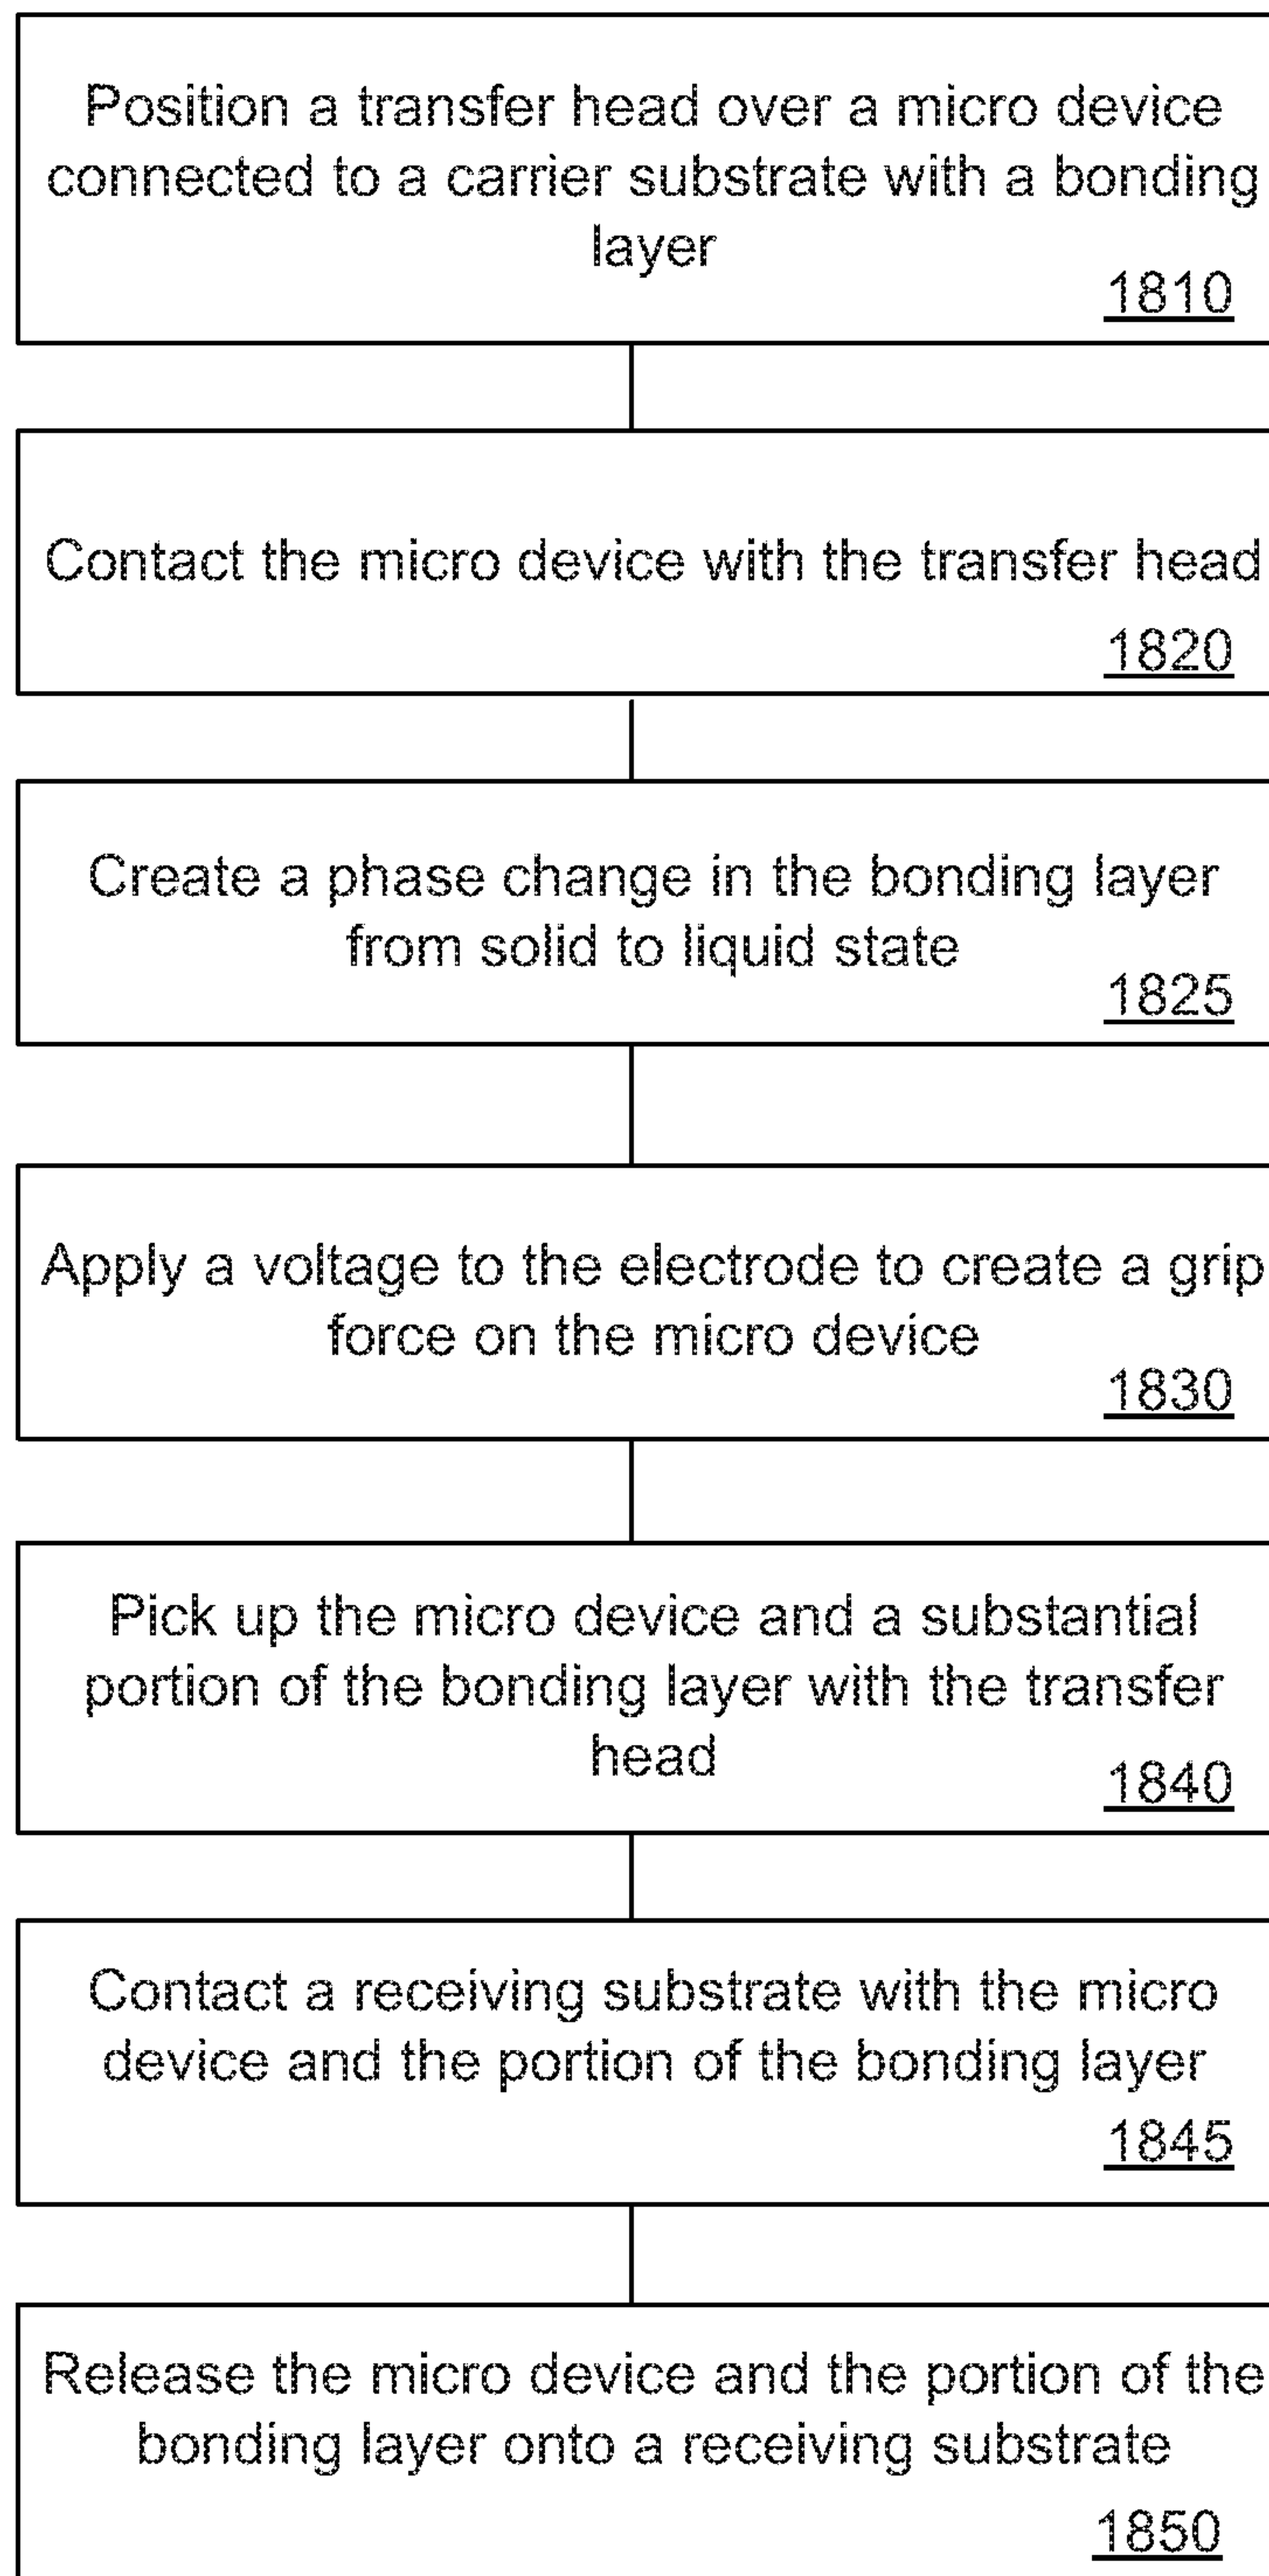 Position a transfer head over a micro device
connected to a carrier substrate with a bonding
layer
1810
Contact the micro device with the transfer head
1820
Create a phase change in the bonding layer
from solid to liquid state
1825
Apply a voltage to the electrode to create a grip
force on the micro device
1830
Pick up the micro device and a substantial
portion of the bonding layer with the transfer
head
1840
Contact a receiving substrate with the micro
device and the portion of the bonding layer
1845
Release the micro device and the portion of the
bonding layer onto a receiving substrate
1850